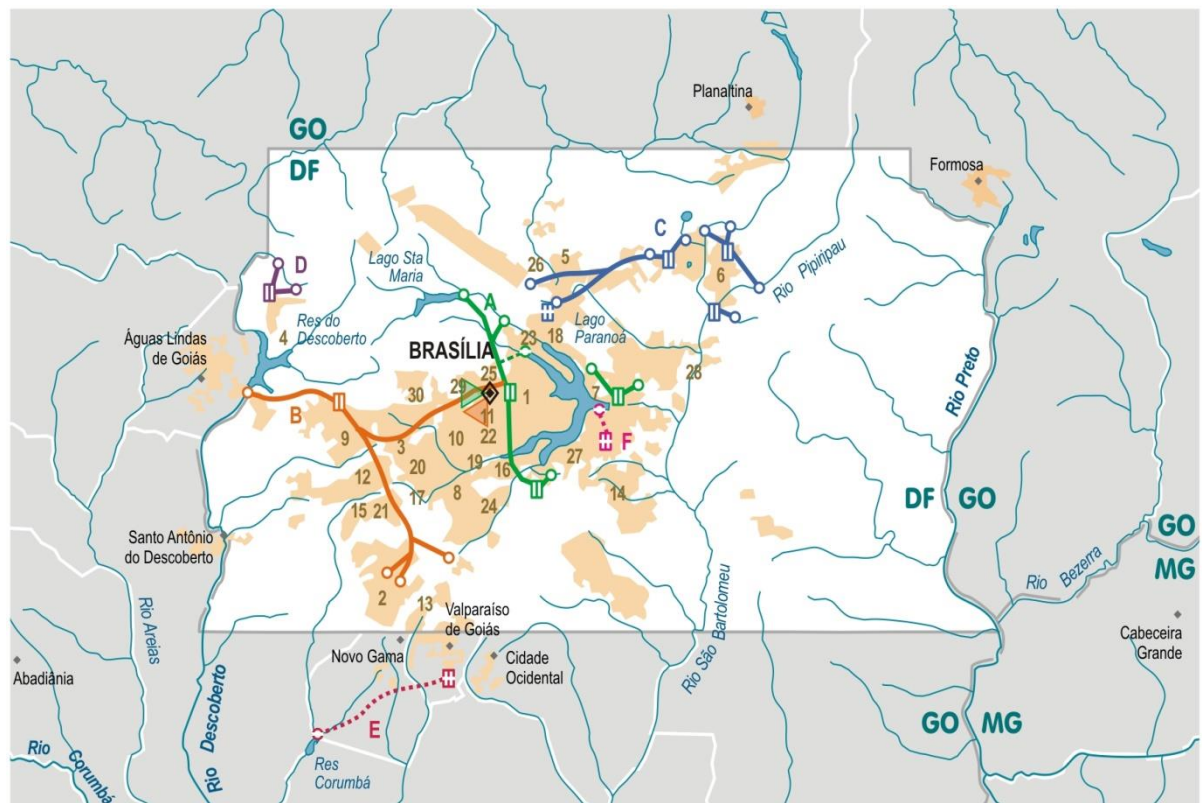 Planaltina
GO
DF
Formosa
C
5
26
6
Rio Pipiripau
D
Lago Sta
Maria
A
4
Res do
Descoberto
Lago
Paranoá
23
18
Águas Lindas
de Goiás
BRASÍLIA
25
28
Rio Preto
29
30
1
7
B
11
9
10
22
3
F
27
20
19
16
12
17
8
14
15
21
24
DF
GO
Santo Antônio
do Descoberto
GO
MG
Rio Bezerra
2
13
Valparaíso
de Goiás
Rio Areias
Rio São Bartolomeu
Novo Gama
Cidade
Ocidental
Cabeceira
Grande
Abadiânia
Rio Descoberto
E
GO
MG
Rio
Corumbá
Res
Corumbá